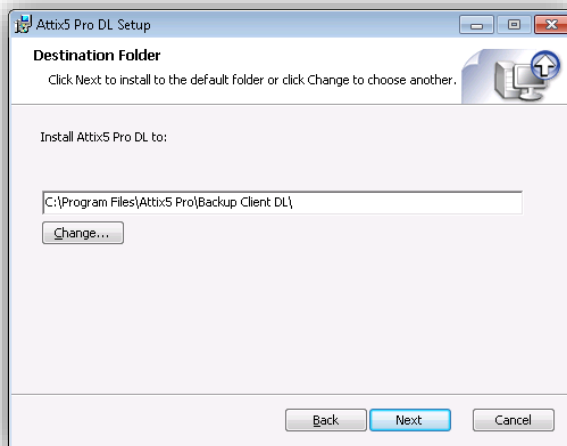 Attix5 Pro DL Setup
Destination Folder
Click Next to install to the default folder or click Change to choose another.
Install Attix5 Pro DL to:
C:\Program Files\Attix5 Pro\Backup Client DL\
Change...
Back Next Cancel